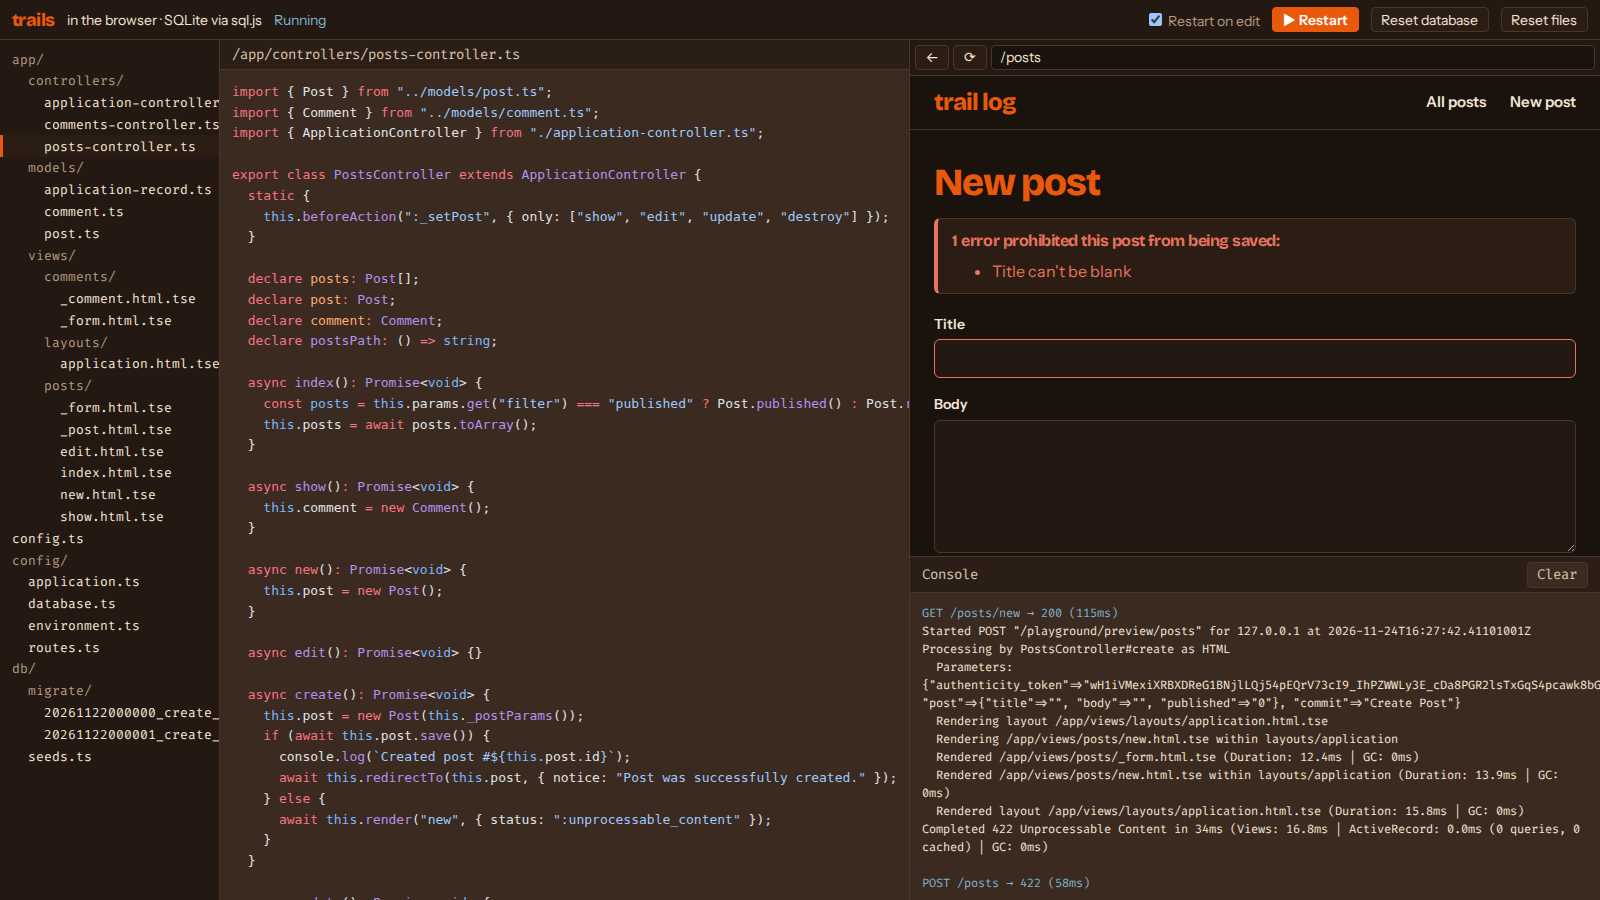 trails in the browser · SQLite via sql.js Running
Restart on edit ▶ Restart Reset database Reset files
app/
controllers/
application-controller
comments-controller.ts
posts-controller.ts
models/
application-record.ts
comment.ts
post.ts
views/
comments/
_comment.html.tse
_form.html.tse
layouts/
application.html.tse
posts/
_form.html.tse
_post.html.tse
edit.html.tse
index.html.tse
new.html.tse
show.html.tse
config.ts
config/
application.ts
database.ts
environment.ts
routes.ts
db/
migrate/
20261122000000_create_
20261122000001_create_
seeds.ts
/app/controllers/posts-controller.ts
import { Post } from "../models/post.ts";
import { Comment } from "../models/comment.ts";
import { ApplicationController } from "./application-controller.ts";
export class PostsController extends ApplicationController {
static {
this.beforeAction(":_setPost", { only: ["show", "edit", "update", "destroy"] });
}
declare posts: Post[];
declare post: Post;
declare comment: Comment;
declare postsPath: () => string;
async index(): Promise<void> {
const posts = this.params.get("filter") === "published" ? Post.published() : Post.
this.posts = await posts.toArray();
}
async show(): Promise<void> {
this.comment = new Comment();
}
async new(): Promise<void> {
this.post = new Post();
}
async edit(): Promise<void> {}
async create(): Promise<void> {
this.post = new Post(this._postParams());
if (await this.post.save()) {
console.log(`Created post #${this.post.id}`);
await this.redirectTo(this.post, { notice: "Post was successfully created." });
} else {
await this.render("new", { status: ":unprocessable_content" });
}
}
← ⟳ /posts
trail log All posts New post
New post
1 error prohibited this post from being saved:
• Title can't be blank
Title
Body
Console Clear
GET /posts/new → 200 (115ms)
Started POST "/playground/preview/posts" for 127.0.0.1 at 2026-11-24T16:27:42.41101001Z
Processing by PostsController#create as HTML
Parameters:
{"authenticity_token"=>"wH1iVMexiXRBXDReG1BNjlLQj54pEQrV73cI9_IhPZWWLy3E_cDa8PGR2lsTxGqS4pcawk8bG
"post"=>{"title"=>"", "body"=>"", "published"=>"0"}, "commit"=>"Create Post"}
Rendering layout /app/views/layouts/application.html.tse
Rendering /app/views/posts/new.html.tse within layouts/application
Rendered /app/views/posts/_form.html.tse (Duration: 12.4ms | GC: 0ms)
Rendered /app/views/posts/new.html.tse within layouts/application (Duration: 13.9ms | GC:
0ms)
Rendered layout /app/views/layouts/application.html.tse (Duration: 15.8ms | GC: 0ms)
Completed 422 Unprocessable Content in 34ms (Views: 16.8ms | ActiveRecord: 0.0ms (0 queries, 0
cached) | GC: 0ms)
POST /posts → 422 (58ms)